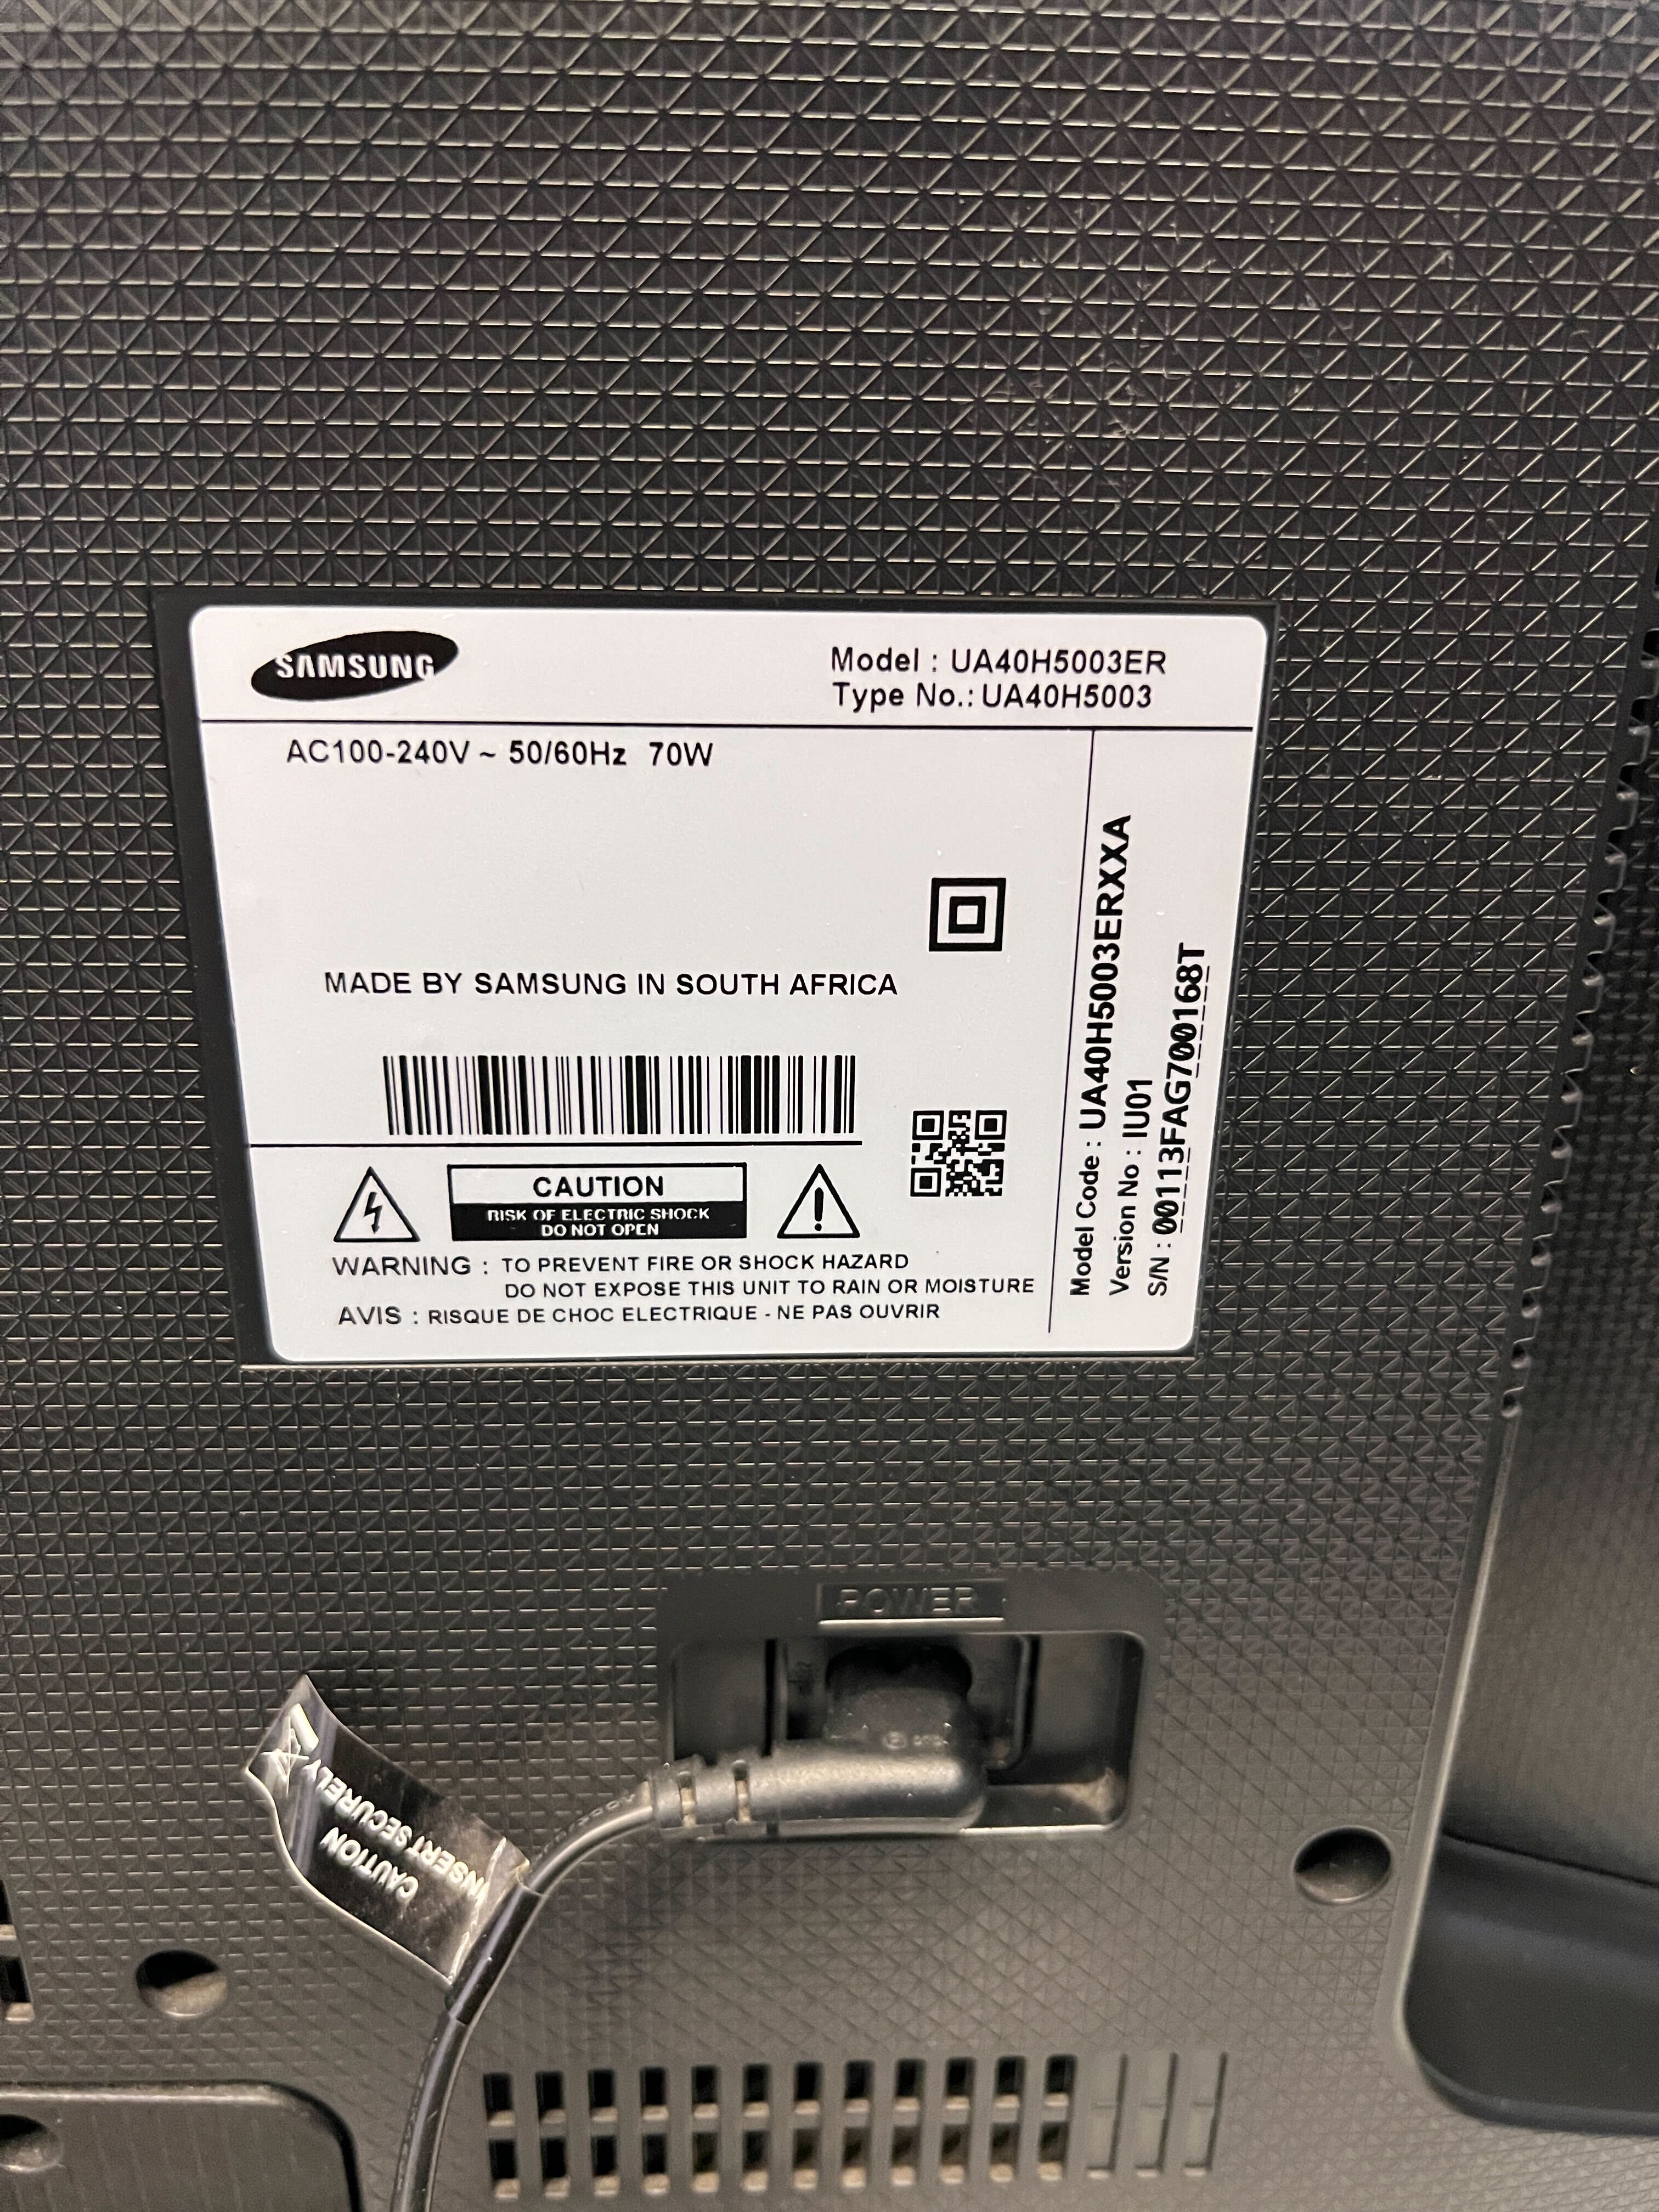 SAMSUNG
Model : UA40H5003ER
Type No.: UA40H5003
AC100-240V ~ 50/60Hz 70W
MADE BY SAMSUNG IN SOUTH AFRICA
CAUTION
RISK OF ELECTRIC SHOCK
DO NOT OPEN
WARNING : TO PREVENT FIRE OR SHOCK HAZARD
DO NOT EXPOSE THIS UNIT TO RAIN OR MOISTURE
AVIS : RISQUE DE CHOC ELECTRIQUE - NE PAS OUVRIR
Model Code : UA40H5003ERXXA
Version No : IU01
S/N : 00113FAG700168T
POWER
CAUTION
INSERT SECURELY